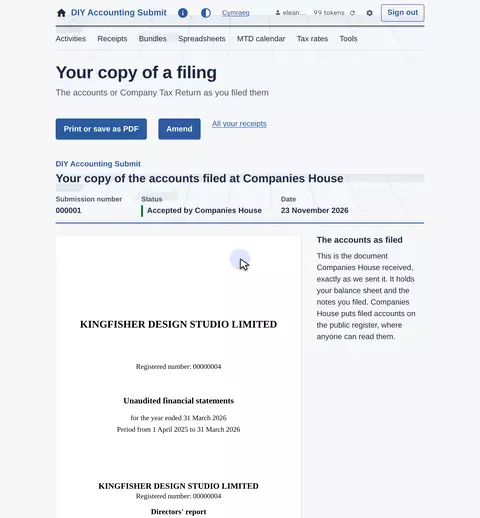 DIY Accounting Submit
Cymraeg
elean...
99 tokens
Sign out
Activities
Receipts
Bundles
Spreadsheets
MTD calendar
Tax rates
Tools
Your copy of a filing
The accounts or Company Tax Return as you filed them
Print or save as PDF
Amend
All your receipts
DIY Accounting Submit
Your copy of the accounts filed at Companies House
Submission number
000001
Status
Accepted by Companies House
Date
23 November 2026
KINGFISHER DESIGN STUDIO LIMITED
Registered number: 00000004
Unaudited financial statements
for the year ended 31 March 2026
Period from 1 April 2025 to 31 March 2026
KINGFISHER DESIGN STUDIO LIMITED
Registered number: 00000004
Directors' report
The accounts as filed
This is the document
Companies House received,
exactly as we sent it. It holds
your balance sheet and the
notes you filed. Companies
House puts filed accounts on
the public register, where
anyone can read them.